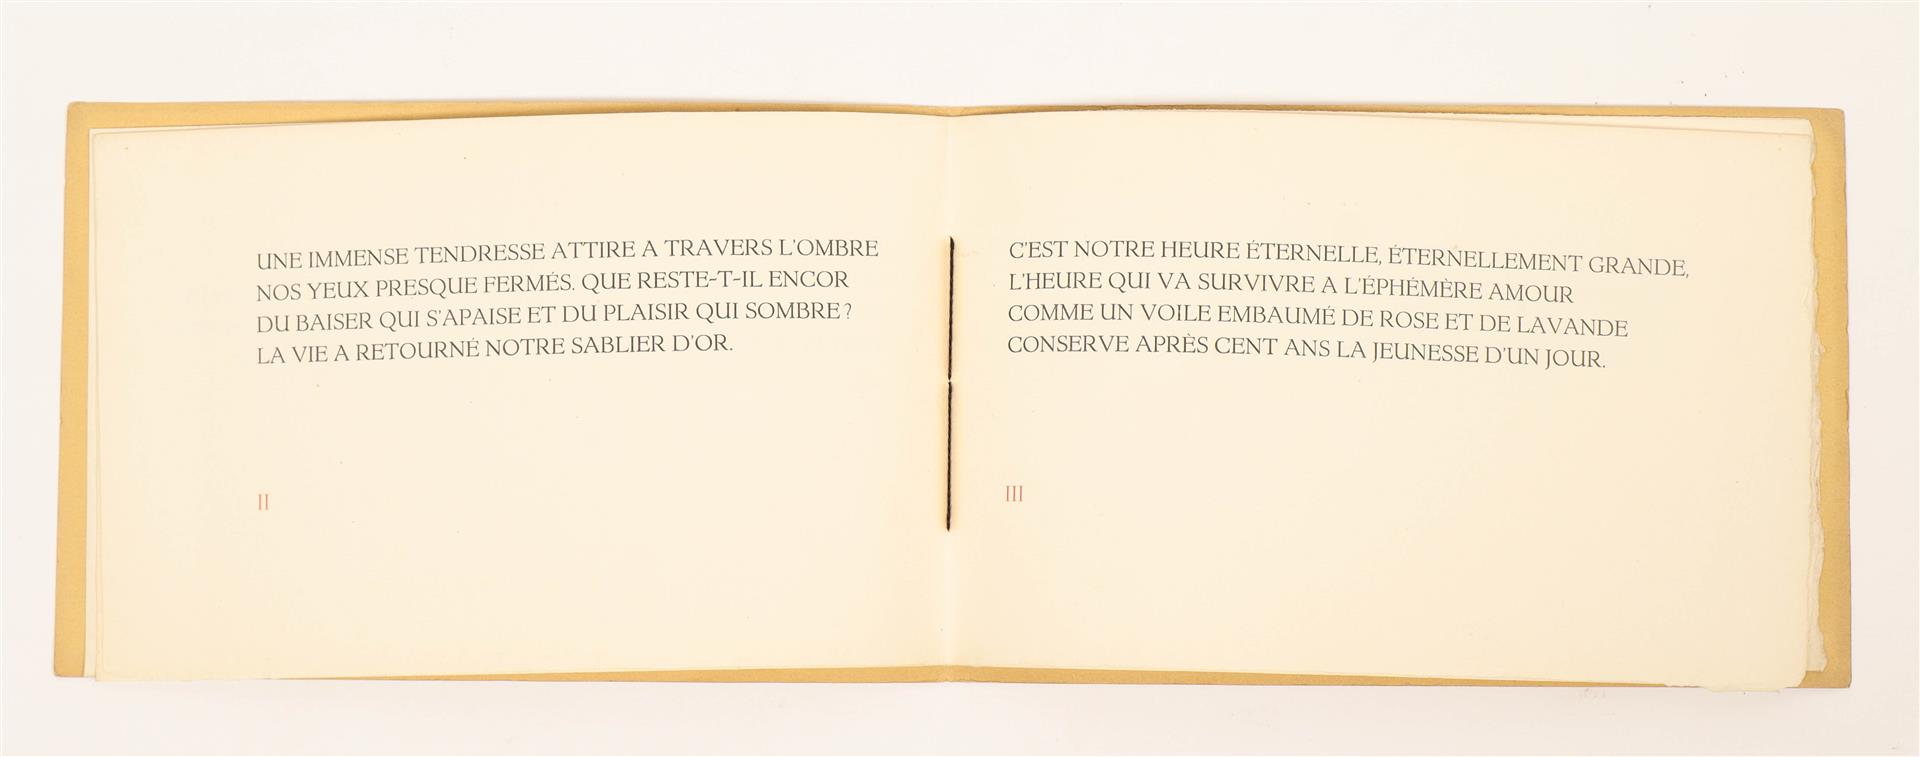 UNE IMMENSE TENDRESSE ATTIRE A TRAVERS L'OMBRE
NOS YEUX PRESQUE FERMÉS. QUE RESTE-T-IL ENCOR
DU BAISER QUI S'APAISE ET DU PLAISIR QUI SOMBRE?
LA VIE A RETOURNÉ NOTRE SABLIER D'OR.
II
C'EST NOTRE HEURE ÉTERNELLE, ÉTERNELLEMENT GRANDE,
L'HEURE QUI VA SURVIVRE A L'ÉPHÉMÈRE AMOUR
COMME UN VOILE EMBAUMÉ DE ROSE ET DE LAVANDE
CONSERVE APRÈS CENT ANS LA JEUNESSE D'UN JOUR.
III